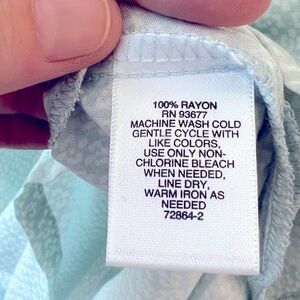 100% RAYON
RN 93677
MACHINE WASH COLD
GENTLE CYCLE WITH
LIKE COLORS,
USE ONLY NON-
CHLORINE BLEACH
WHEN NEEDED,
LINE DRY,
WARM IRON AS
NEEDED
72864-2